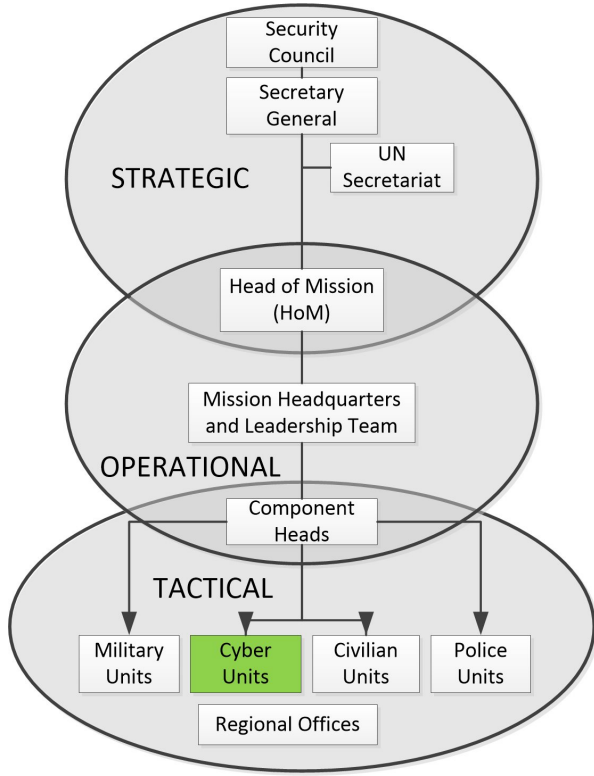 Security
Council
Secretary
General
UN
Secretariat
STRATEGIC
Head of Mission
(HoM)
Mission Headquarters
and Leadership Team
OPERATIONAL
Component
Heads
TACTICAL
Military
Units
Cyber
Units
Civilian
Units
Police
Units
Regional Offices